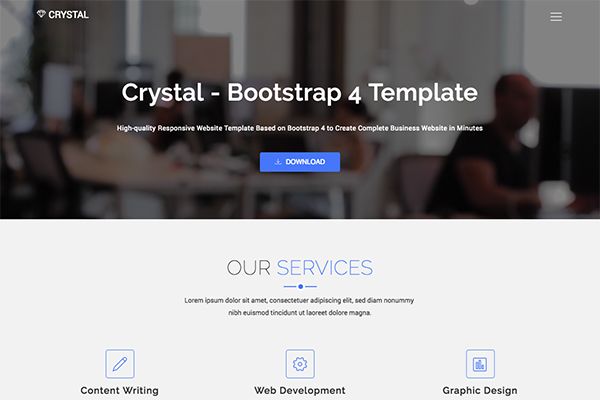 CRYSTAL
Crystal - Bootstrap 4 Template
High-quality Responsive Website Template Based on Bootstrap 4 to Create Complete Business Website in Minutes
DOWNLOAD
OUR SERVICES
Lorem ipsum dolor sit amet, consectetuer adipiscing elit, sed diam nonummy
nibh euismod tincidunt ut laoreet dolore magna.
Content Writing
Web Development
Graphic Design